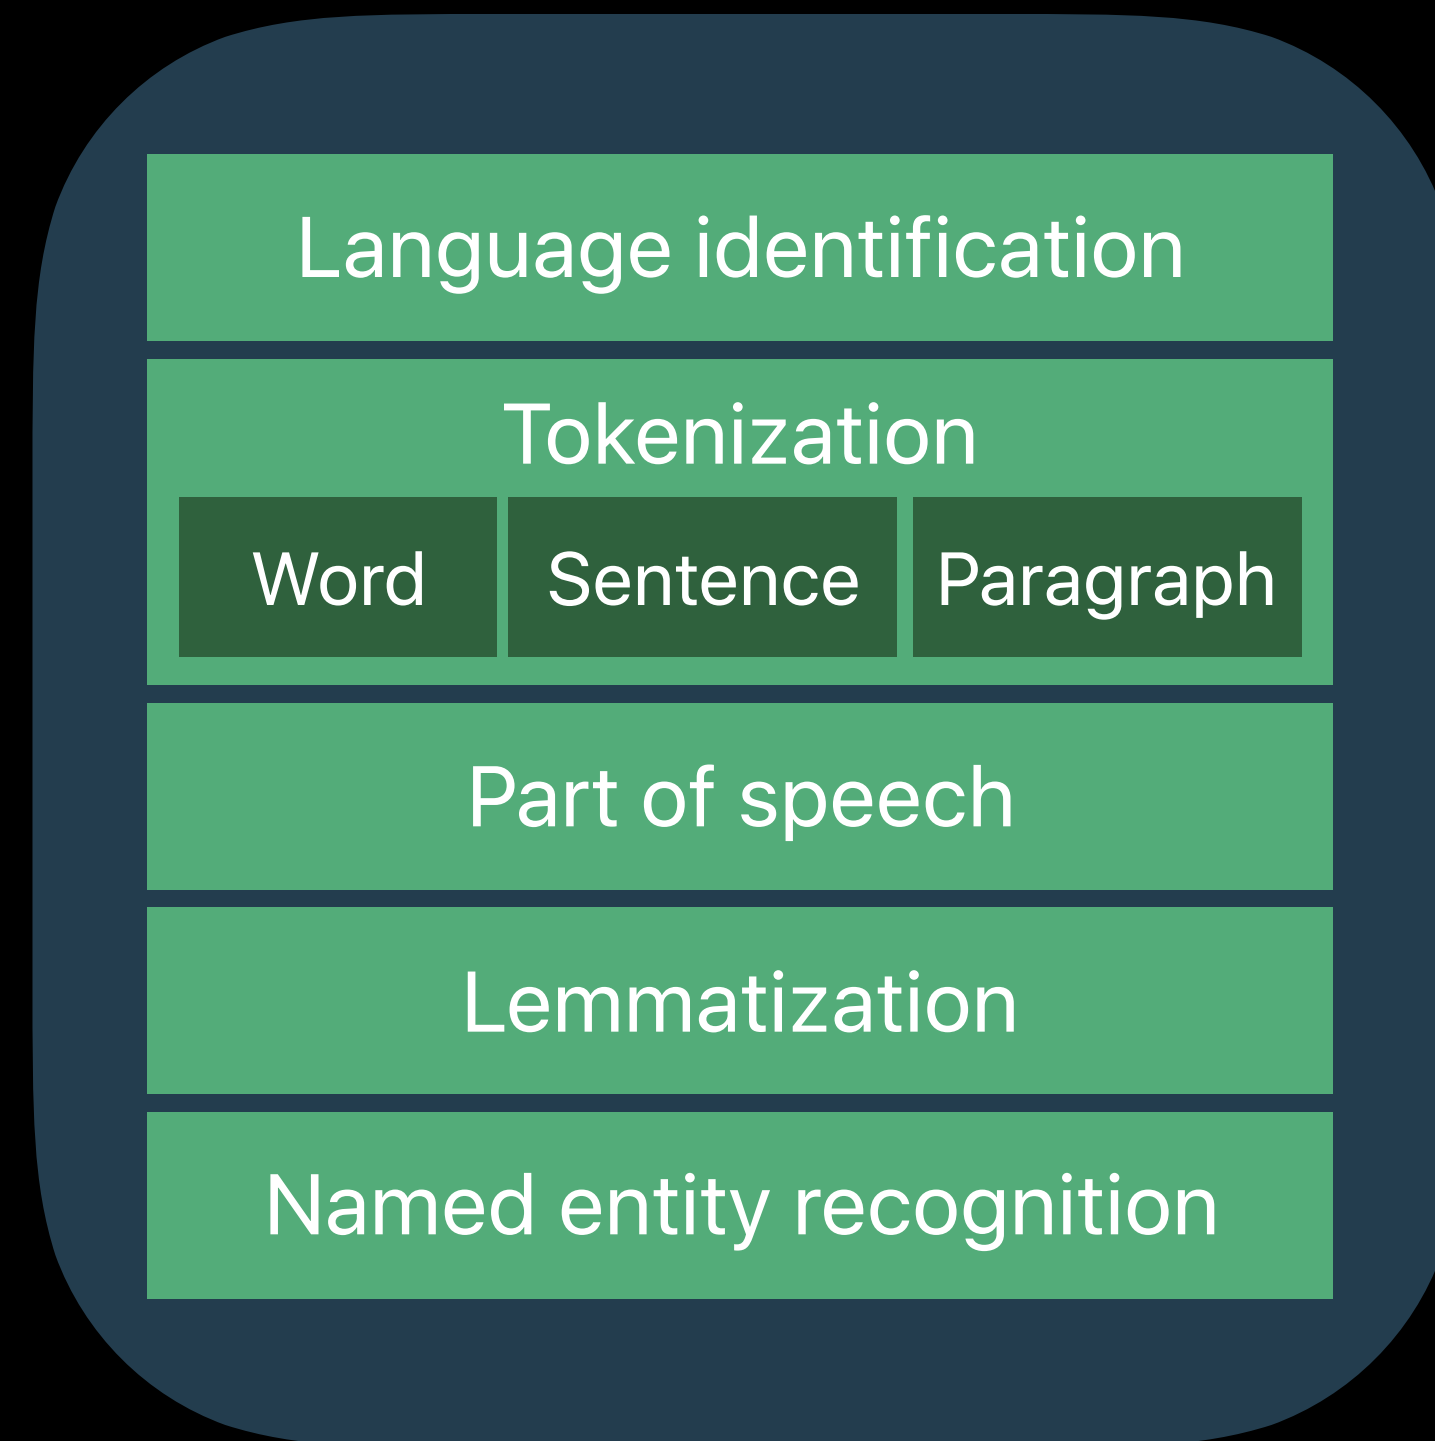 Language identification
Tokenization
Word Sentence Paragraph
Part of speech
Lemmatization
Named entity recognition